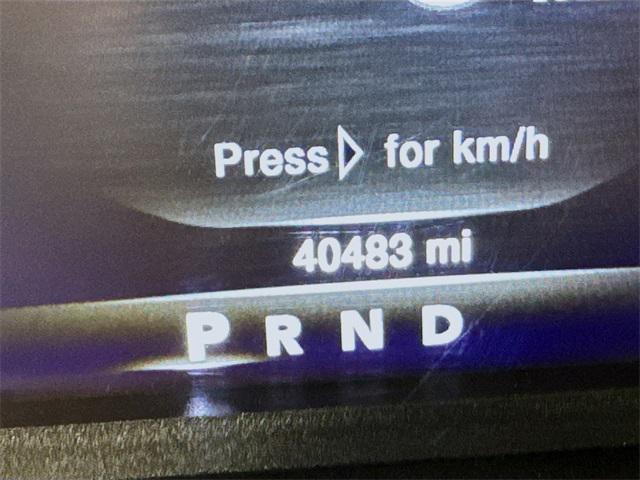 Press ▷ for km/h
40483 mi
P R N D